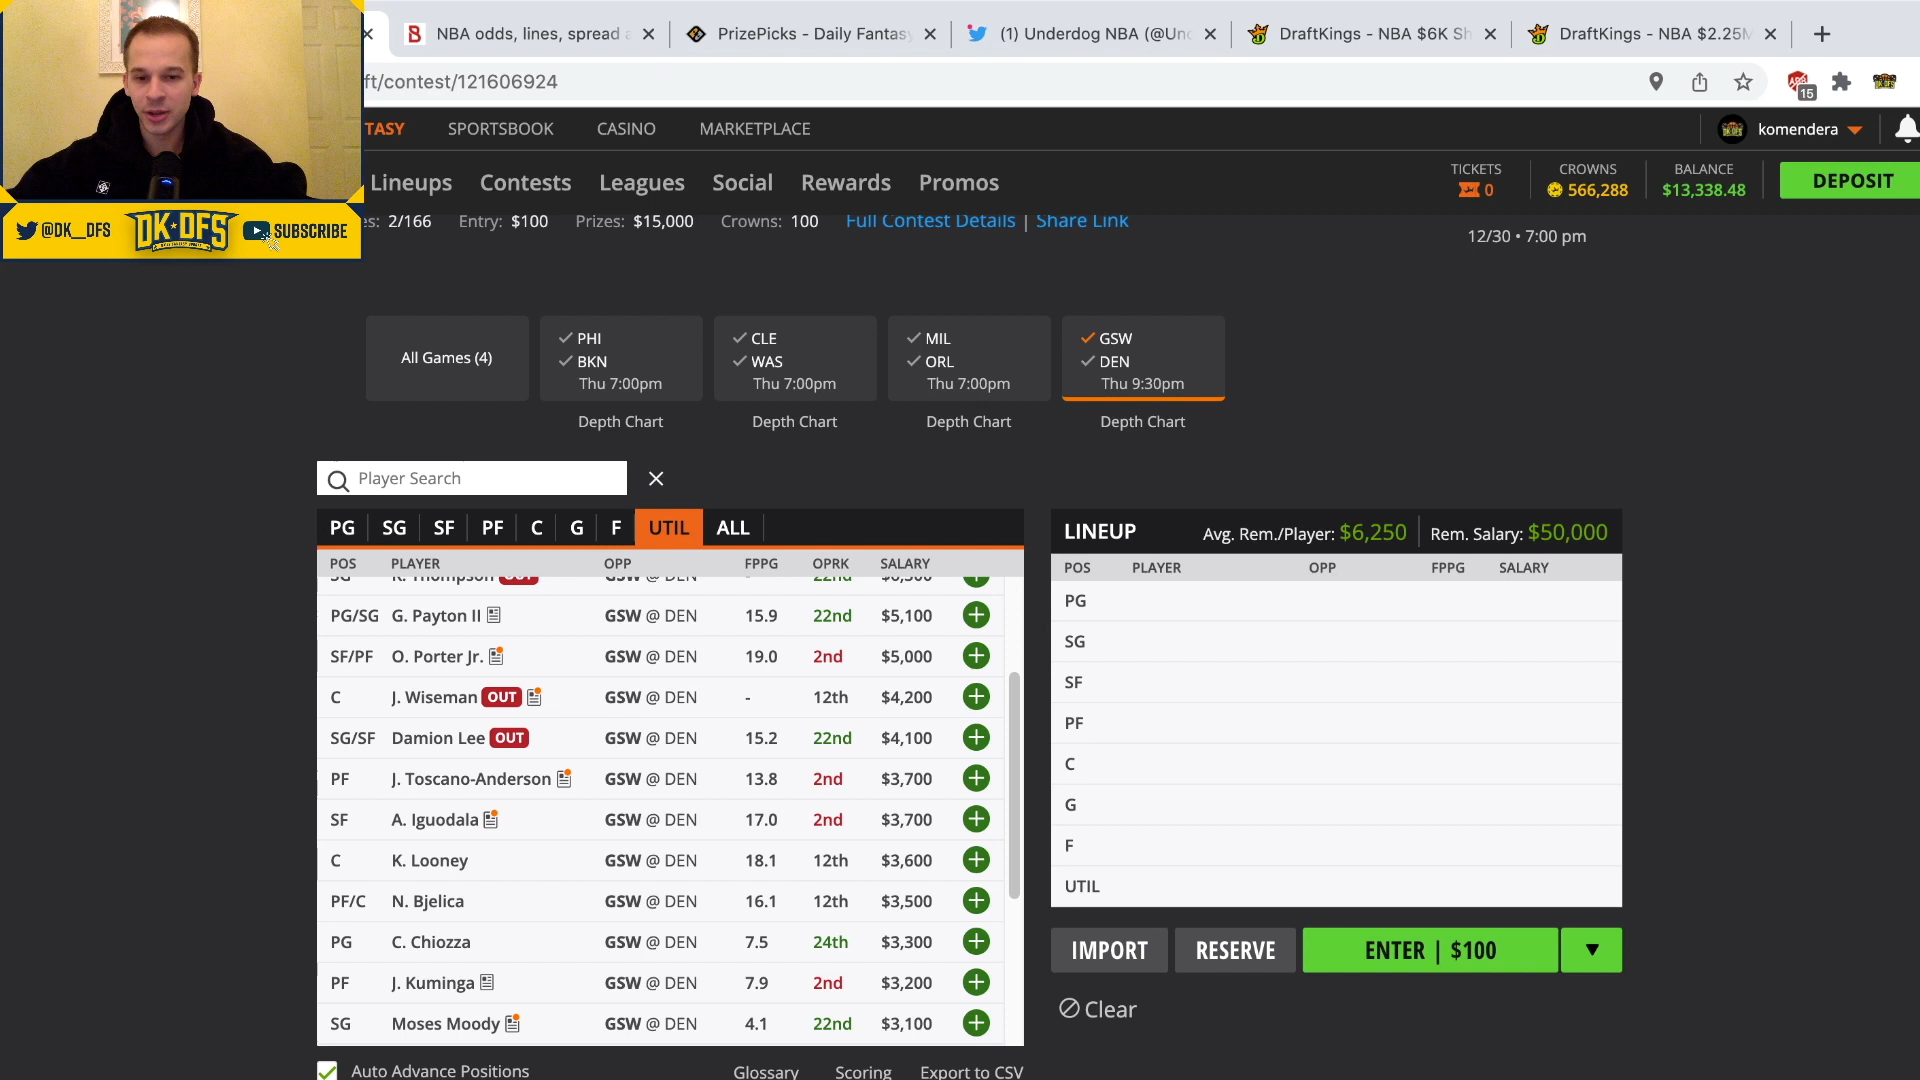 NBA odds, lines, spread a
PrizePicks - Daily Fantasy
(1) Underdog NBA (@Und
DraftKings - NBA $6K Sh
DraftKings - NBA $2.25M
ft/contest/121606924
15
TASY SPORTSBOOK CASINO MARKETPLACE
komendera
Lineups Contests Leagues Social Rewards Promos
TICKETS 0
CROWNS 566,288
BALANCE $13,338.48
DEPOSIT
@DK__DFS DK★DFS SUBSCRIBE
es: 2/166 Entry: $100 Prizes: $15,000 Crowns: 100 Full Contest Details | Share Link
12/30 • 7:00 pm
All Games (4)
PHI
BKN
Thu 7:00pm
Depth Chart
CLE
WAS
Thu 7:00pm
Depth Chart
MIL
ORL
Thu 7:00pm
Depth Chart
GSW
DEN
Thu 9:30pm
Depth Chart
Player Search
PG SG SF PF C G F UTIL ALL
POS PLAYER OPP FPPG OPRK SALARY
SG K. Thompson OUT GSW @ DEN - 22nd
PG/SG G. Payton II GSW @ DEN 15.9 22nd $5,100
SF/PF O. Porter Jr. GSW @ DEN 19.0 2nd $5,000
C J. Wiseman OUT GSW @ DEN - 12th $4,200
SG/SF Damion Lee OUT GSW @ DEN 15.2 22nd $4,100
PF J. Toscano-Anderson GSW @ DEN 13.8 2nd $3,700
SF A. Iguodala GSW @ DEN 17.0 2nd $3,700
C K. Looney GSW @ DEN 18.1 12th $3,600
PF/C N. Bjelica GSW @ DEN 16.1 12th $3,500
PG C. Chiozza GSW @ DEN 7.5 24th $3,300
PF J. Kuminga GSW @ DEN 7.9 2nd $3,200
SG Moses Moody GSW @ DEN 4.1 22nd $3,100
Auto Advance Positions
Glossary Scoring Export to CSV
LINEUP Avg. Rem./Player: $6,250 Rem. Salary: $50,000
POS PLAYER OPP FPPG SALARY
PG
SG
SF
PF
C
G
F
UTIL
IMPORT RESERVE ENTER | $100
Clear